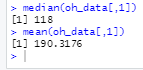 > median(oh_data[,1])
[1] 118
> mean(oh_data[,1])
[1] 190.3176
>